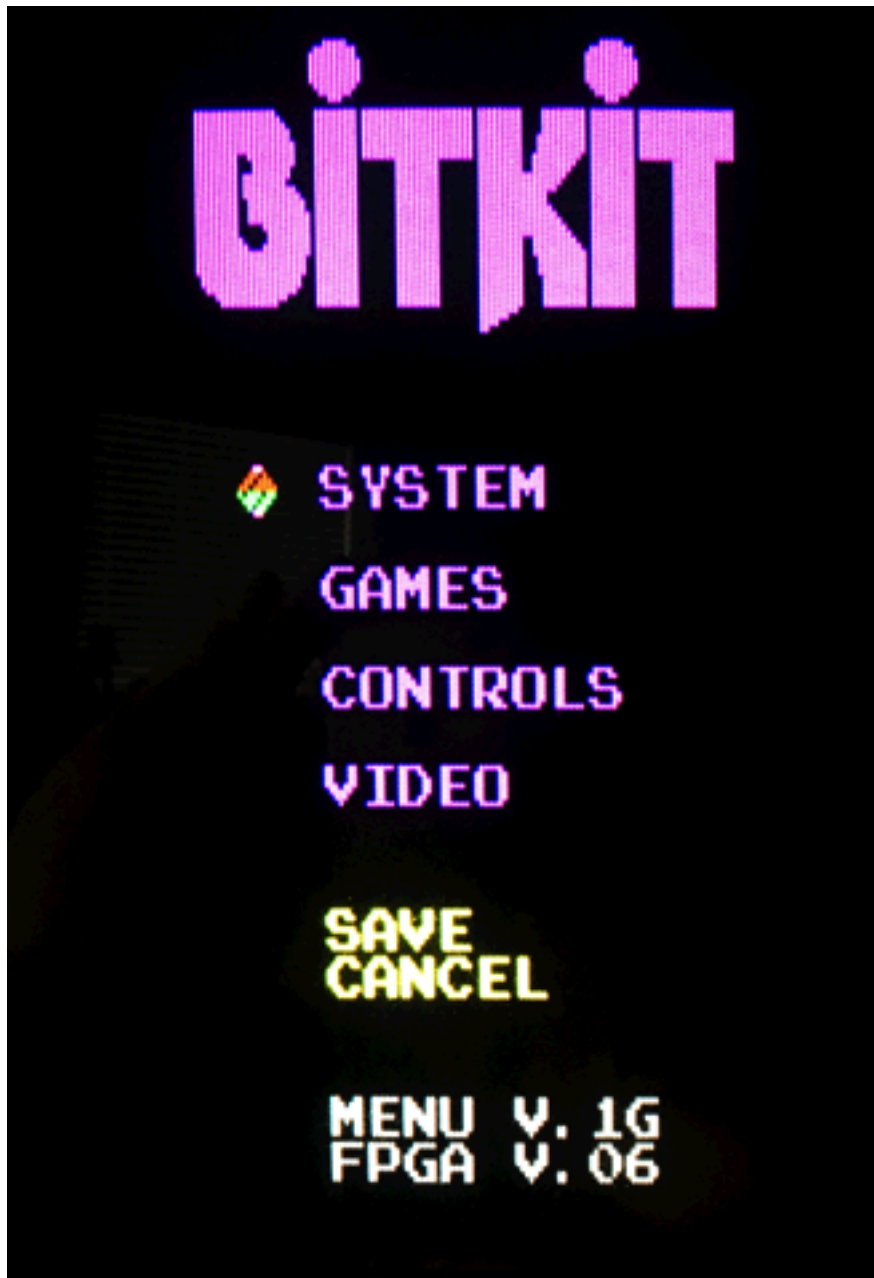 BiTKiT
SYSTEM
GAMES
CONTROLS
VIDEO
SAVE
CANCEL
MENU V.1G
FPGA V.06